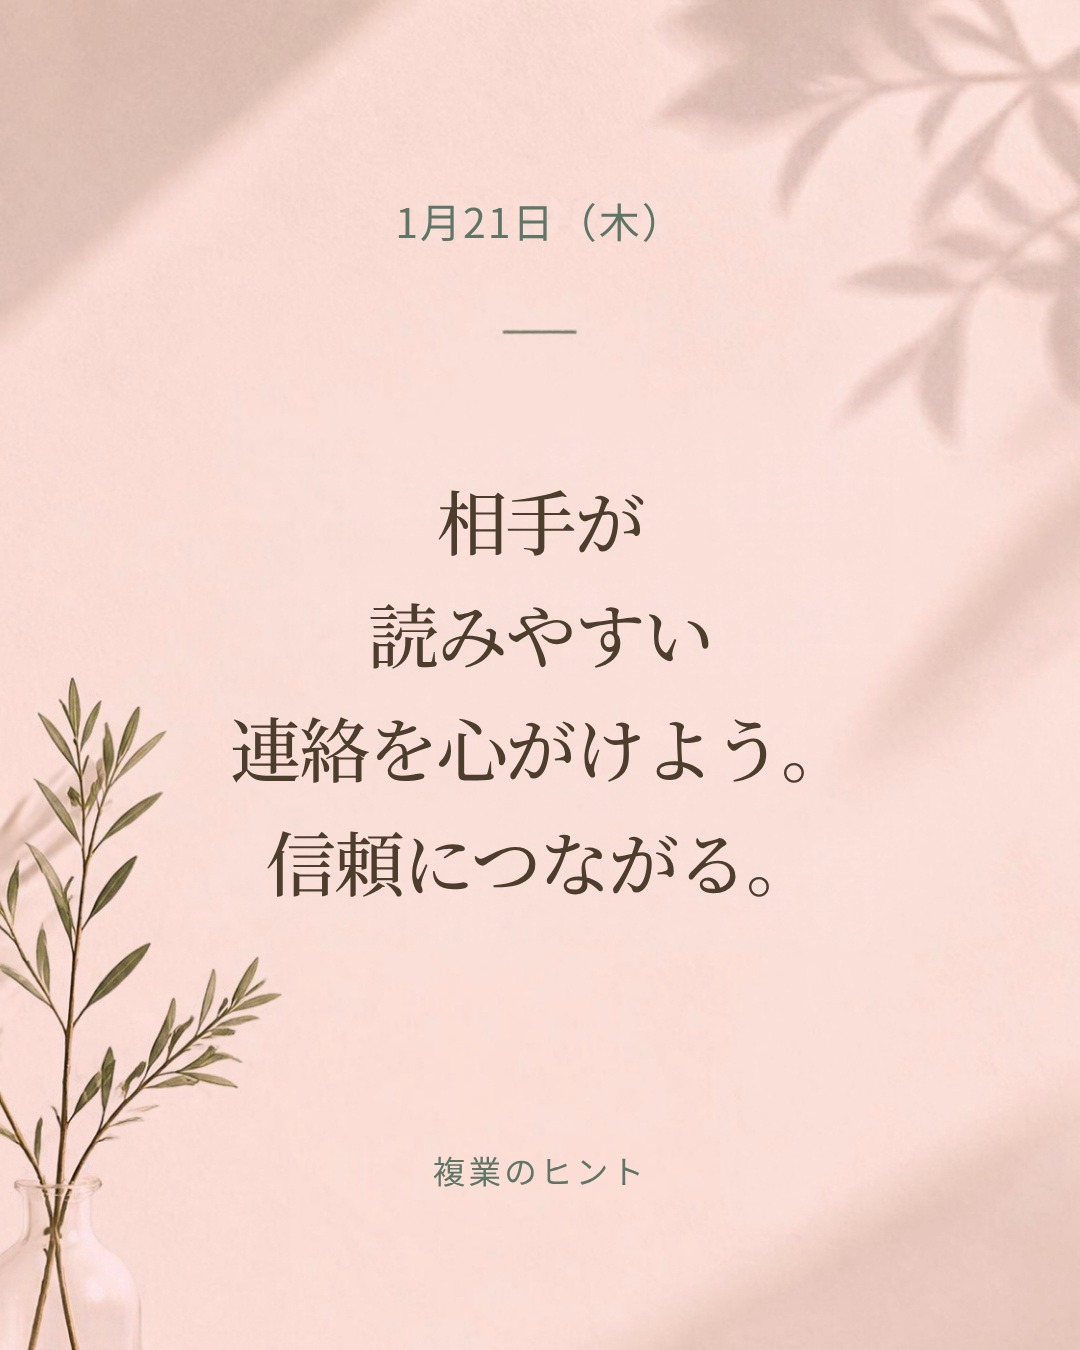 1月21日（木）
相手が
読みやすい
連絡を心がけよう。
信頼につながる。
複業のヒント